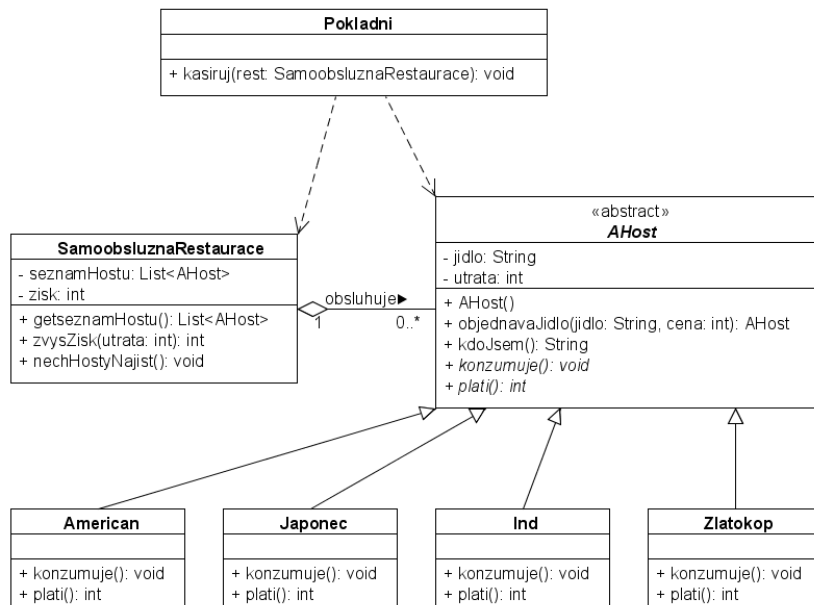 Pokladni
+ kasiruj(rest: SamoobsluznaRestaurace): void
«abstract»
AHost
- jidlo: String
- utrata: int
+ AHost()
+ objednavaJidlo(jidlo: String, cena: int): AHost
+ kdoJsem(): String
+ konzumuje(): void
+ plati(): int
SamoobsluznaRestaurace
- seznamHostu: List<AHost>
- zisk: int
+ getseznamHostu(): List<AHost>
+ zvysZisk(utrata: int): int
+ nechHostyNajist(): void
obsluhuje▶
1
0..*
American
+ konzumuje(): void
+ plati(): int
Japonec
+ konzumuje(): void
+ plati(): int
Ind
+ konzumuje(): void
+ plati(): int
Zlatokop
+ konzumuje(): void
+ plati(): int